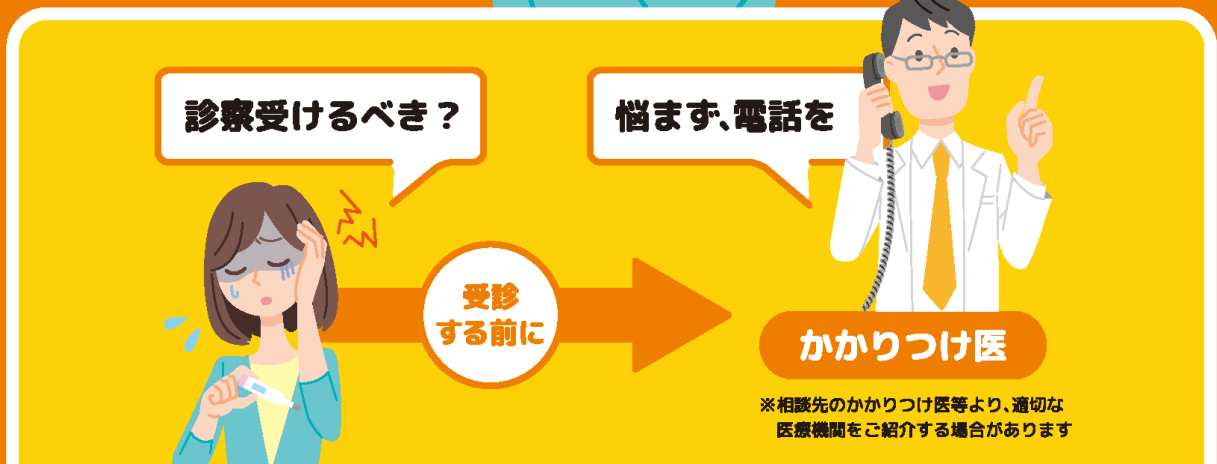 診察受けるべき？
悩まず、電話を
受診
する前に
かかりつけ医
※相談先のかかりつけ医等より、適切な
医療機関をご紹介する場合があります